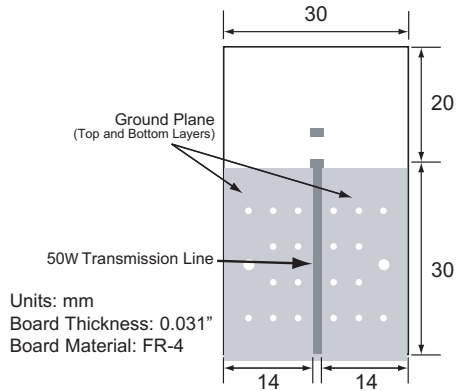 30
20
Ground Plane
(Top and Bottom Layers)
50W Transmission Line
30
Units: mm
Board Thickness: 0.031"
Board Material: FR-4
14
14